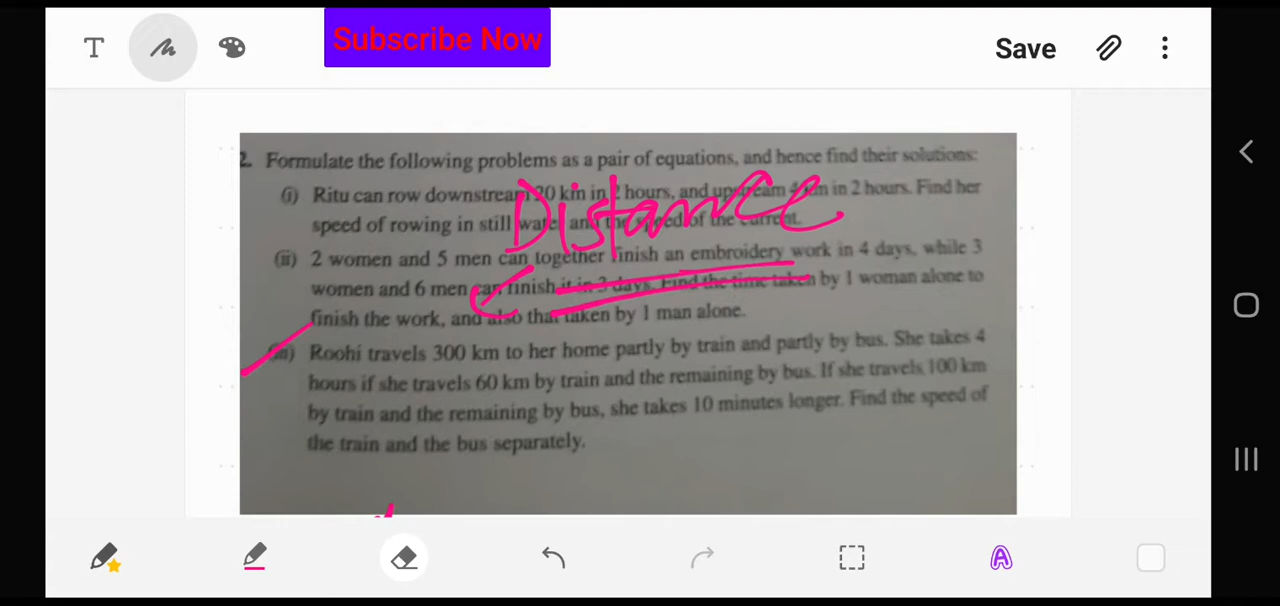 T
Subscribe Now
Save
2. Formulate the following problems as a pair of equations, and hence find their solutions:
(i) Ritu can row downstream 20 km in 2 hours, and upstream 4 km in 2 hours. Find her
speed of rowing in still water and the speed of the current.
Distance
(ii) 2 women and 5 men can together finish an embroidery work in 4 days, while 3
women and 6 men can finish it in 3 days. Find the time taken by 1 woman alone to
finish the work, and also that taken by 1 man alone.
(iii) Roohi travels 300 km to her home partly by train and partly by bus. She takes 4
hours if she travels 60 km by train and the remaining by bus. If she travels 100 km
by train and the remaining by bus, she takes 10 minutes longer. Find the speed of
the train and the bus separately.
A